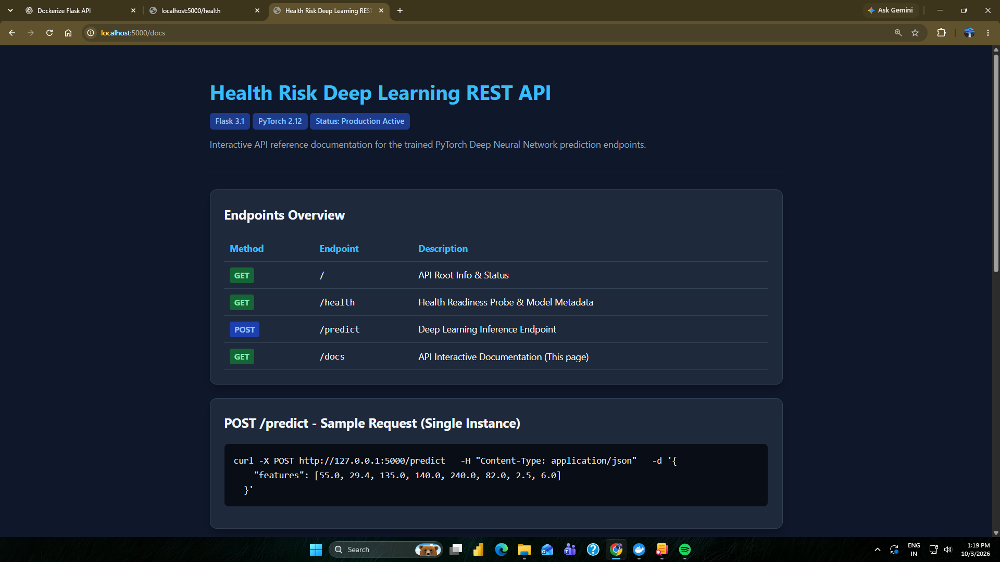 Dockerize Flask API
localhost:5000/health
Health Risk Deep Learning REST
Ask Gemini
localhost:5000/docs
Health Risk Deep Learning REST API
Flask 3.1
PyTorch 2.12
Status: Production Active
Interactive API reference documentation for the trained PyTorch Deep Neural Network prediction endpoints.
Endpoints Overview
Method Endpoint Description
GET / API Root Info & Status
GET /health Health Readiness Probe & Model Metadata
POST /predict Deep Learning Inference Endpoint
GET /docs API Interactive Documentation (This page)
POST /predict - Sample Request (Single Instance)
curl -X POST http://127.0.0.1:5000/predict   -H "Content-Type: application/json"   -d '{
    "features": [55.0, 29.4, 135.0, 140.0, 240.0, 82.0, 2.5, 6.0]
  }'
Search
ENG
IN
1:19 PM
10/3/2026